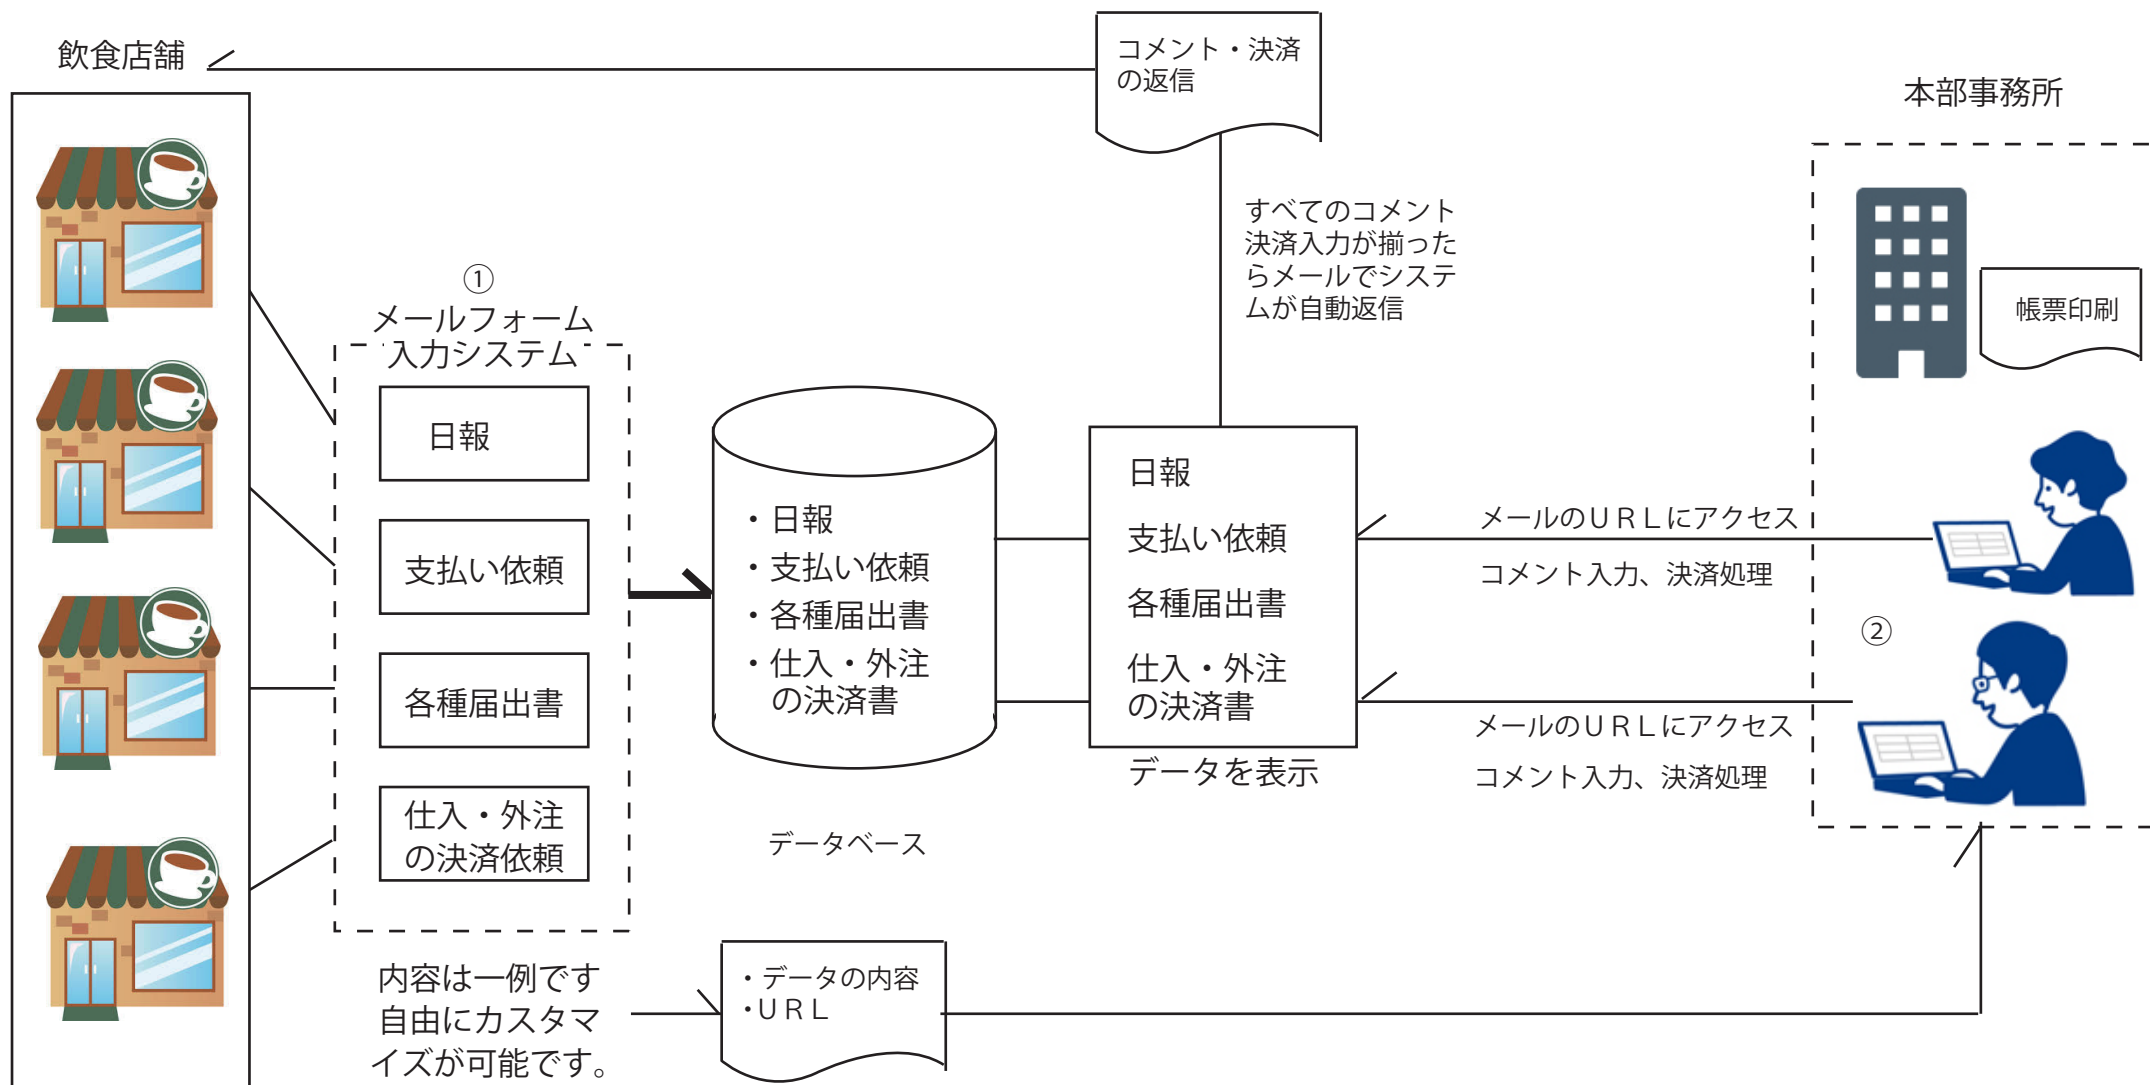 飲食店舗
コメント・決済
の返信
本部事務所
すべてのコメント
決済入力が揃った
らメールでシステ
ムが自動返信
帳票印刷
①
メールフォーム
入力システム
日報
支払い依頼
各種届出書
仕入・外注
の決済依頼
・日報
・支払い依頼
・各種届出書
・仕入・外注
の決済書
データベース
日報
支払い依頼
各種届出書
仕入・外注
の決済書
データを表示
メールのＵＲＬにアクセス
コメント入力、決済処理
②
メールのＵＲＬにアクセス
コメント入力、決済処理
内容は一例です
自由にカスタマ
イズが可能です。
・データの内容
・ＵＲＬ